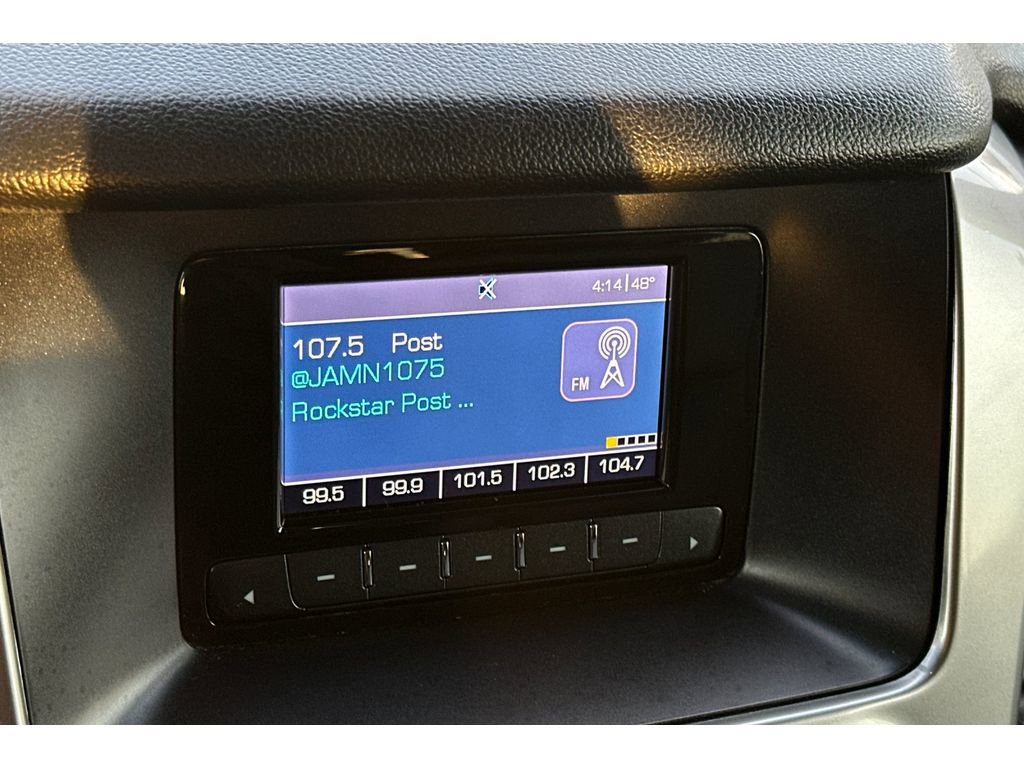 4:14|48°
107.5 Post
@JAMN1075
Rockstar Post ...
FM
99.5 99.9 101.5 102.3 104.7